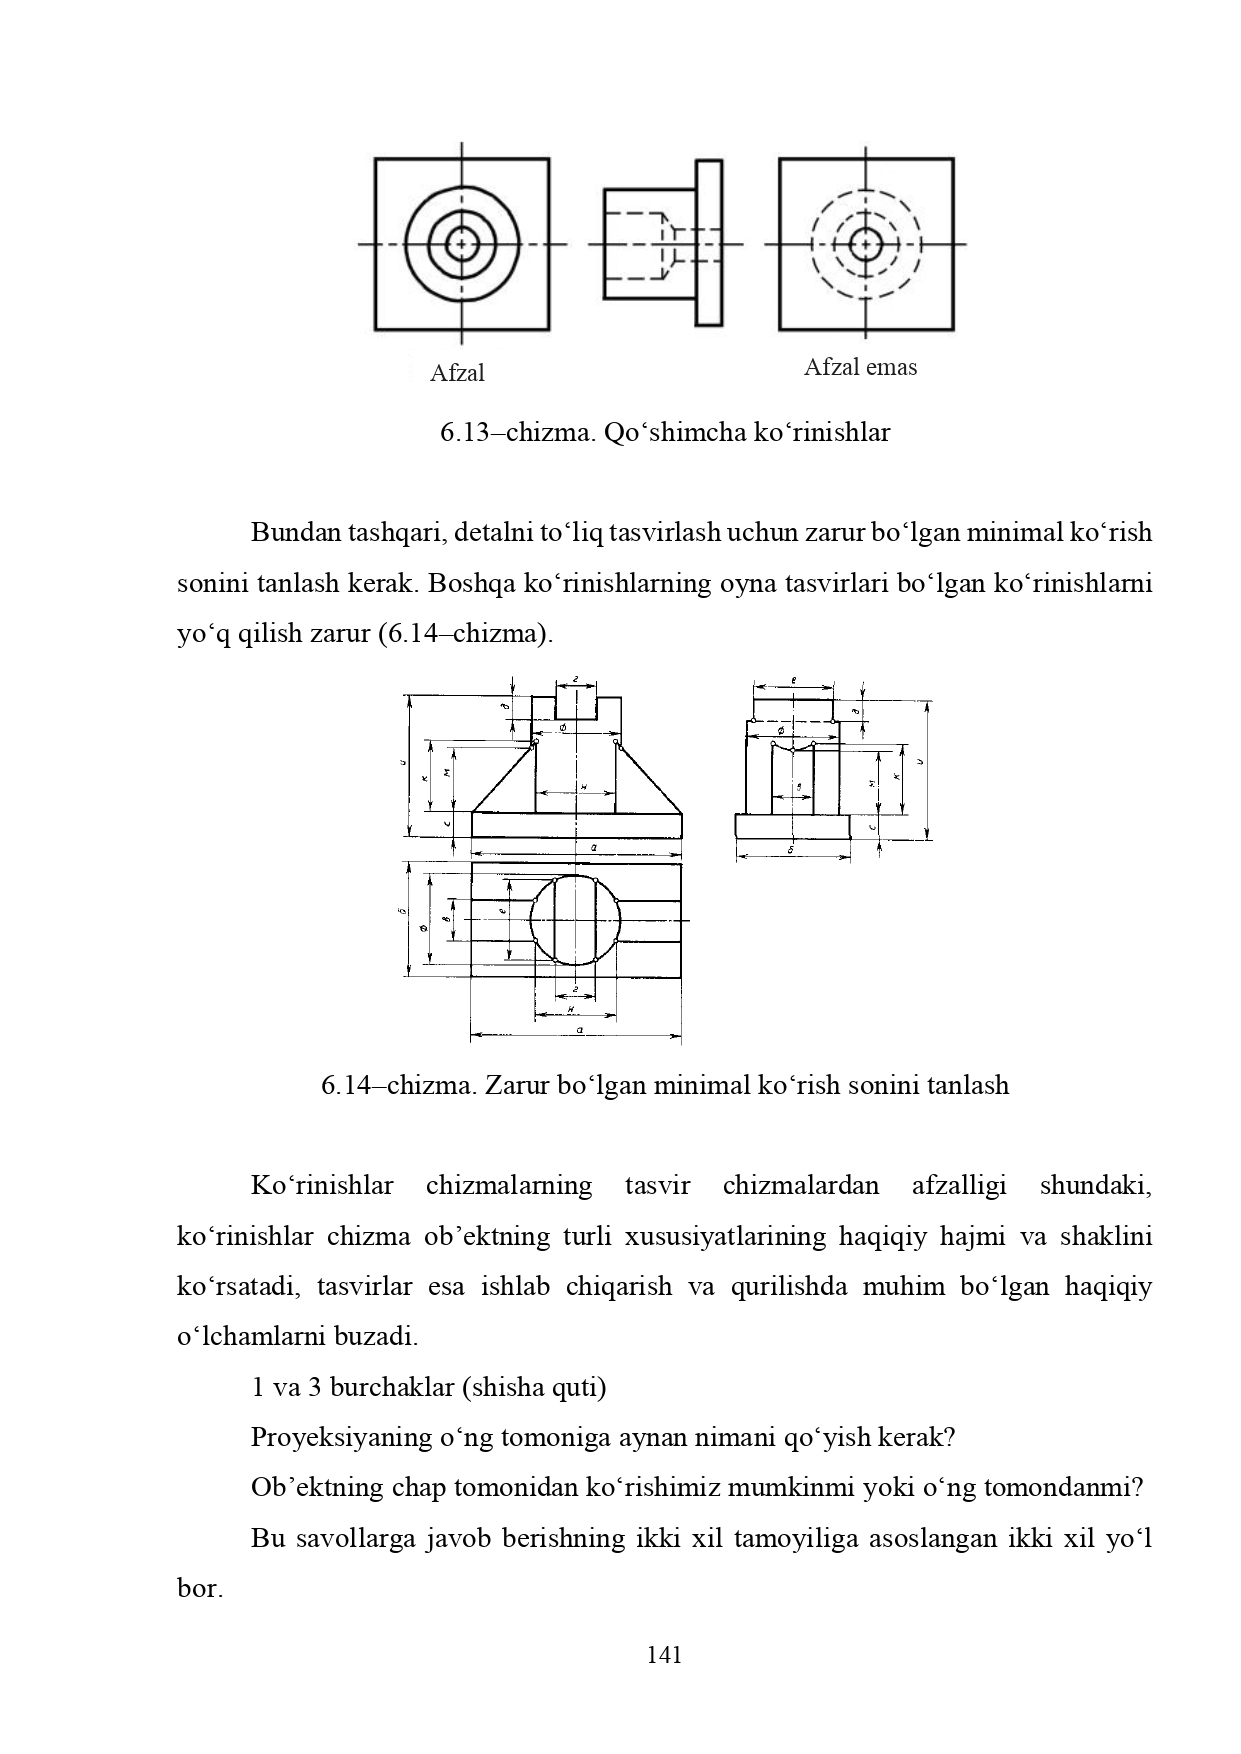 Afzal
Afzal emas
6.13–chizma. Qo‘shimcha ko‘rinishlar
Bundan tashqari, detalni to‘liq tasvirlash uchun zarur bo‘lgan minimal ko‘rish
sonini tanlash kerak. Boshqa ko‘rinishlarning oyna tasvirlari bo‘lgan ko‘rinishlarni
yo‘q qilish zarur (6.14–chizma).
г
д
ф
и
к
м
н
с
а
е
д
ф
и
к
м
с
б
б
ф
в
е
г
н
а
6.14–chizma. Zarur bo‘lgan minimal ko‘rish sonini tanlash
Ko‘rinishlar chizmalarning tasvir chizmalardan afzalligi shundaki,
ko‘rinishlar chizma ob’ektning turli xususiyatlarining haqiqiy hajmi va shaklini
ko‘rsatadi, tasvirlar esa ishlab chiqarish va qurilishda muhim bo‘lgan haqiqiy
o‘lchamlarni buzadi.
1 va 3 burchaklar (shisha quti)
Proyeksiyaning o‘ng tomoniga aynan nimani qo‘yish kerak?
Ob’ektning chap tomonidan ko‘rishimiz mumkinmi yoki o‘ng tomondanmi?
Bu savollarga javob berishning ikki xil tamoyiliga asoslangan ikki xil yo‘l
bor.
141